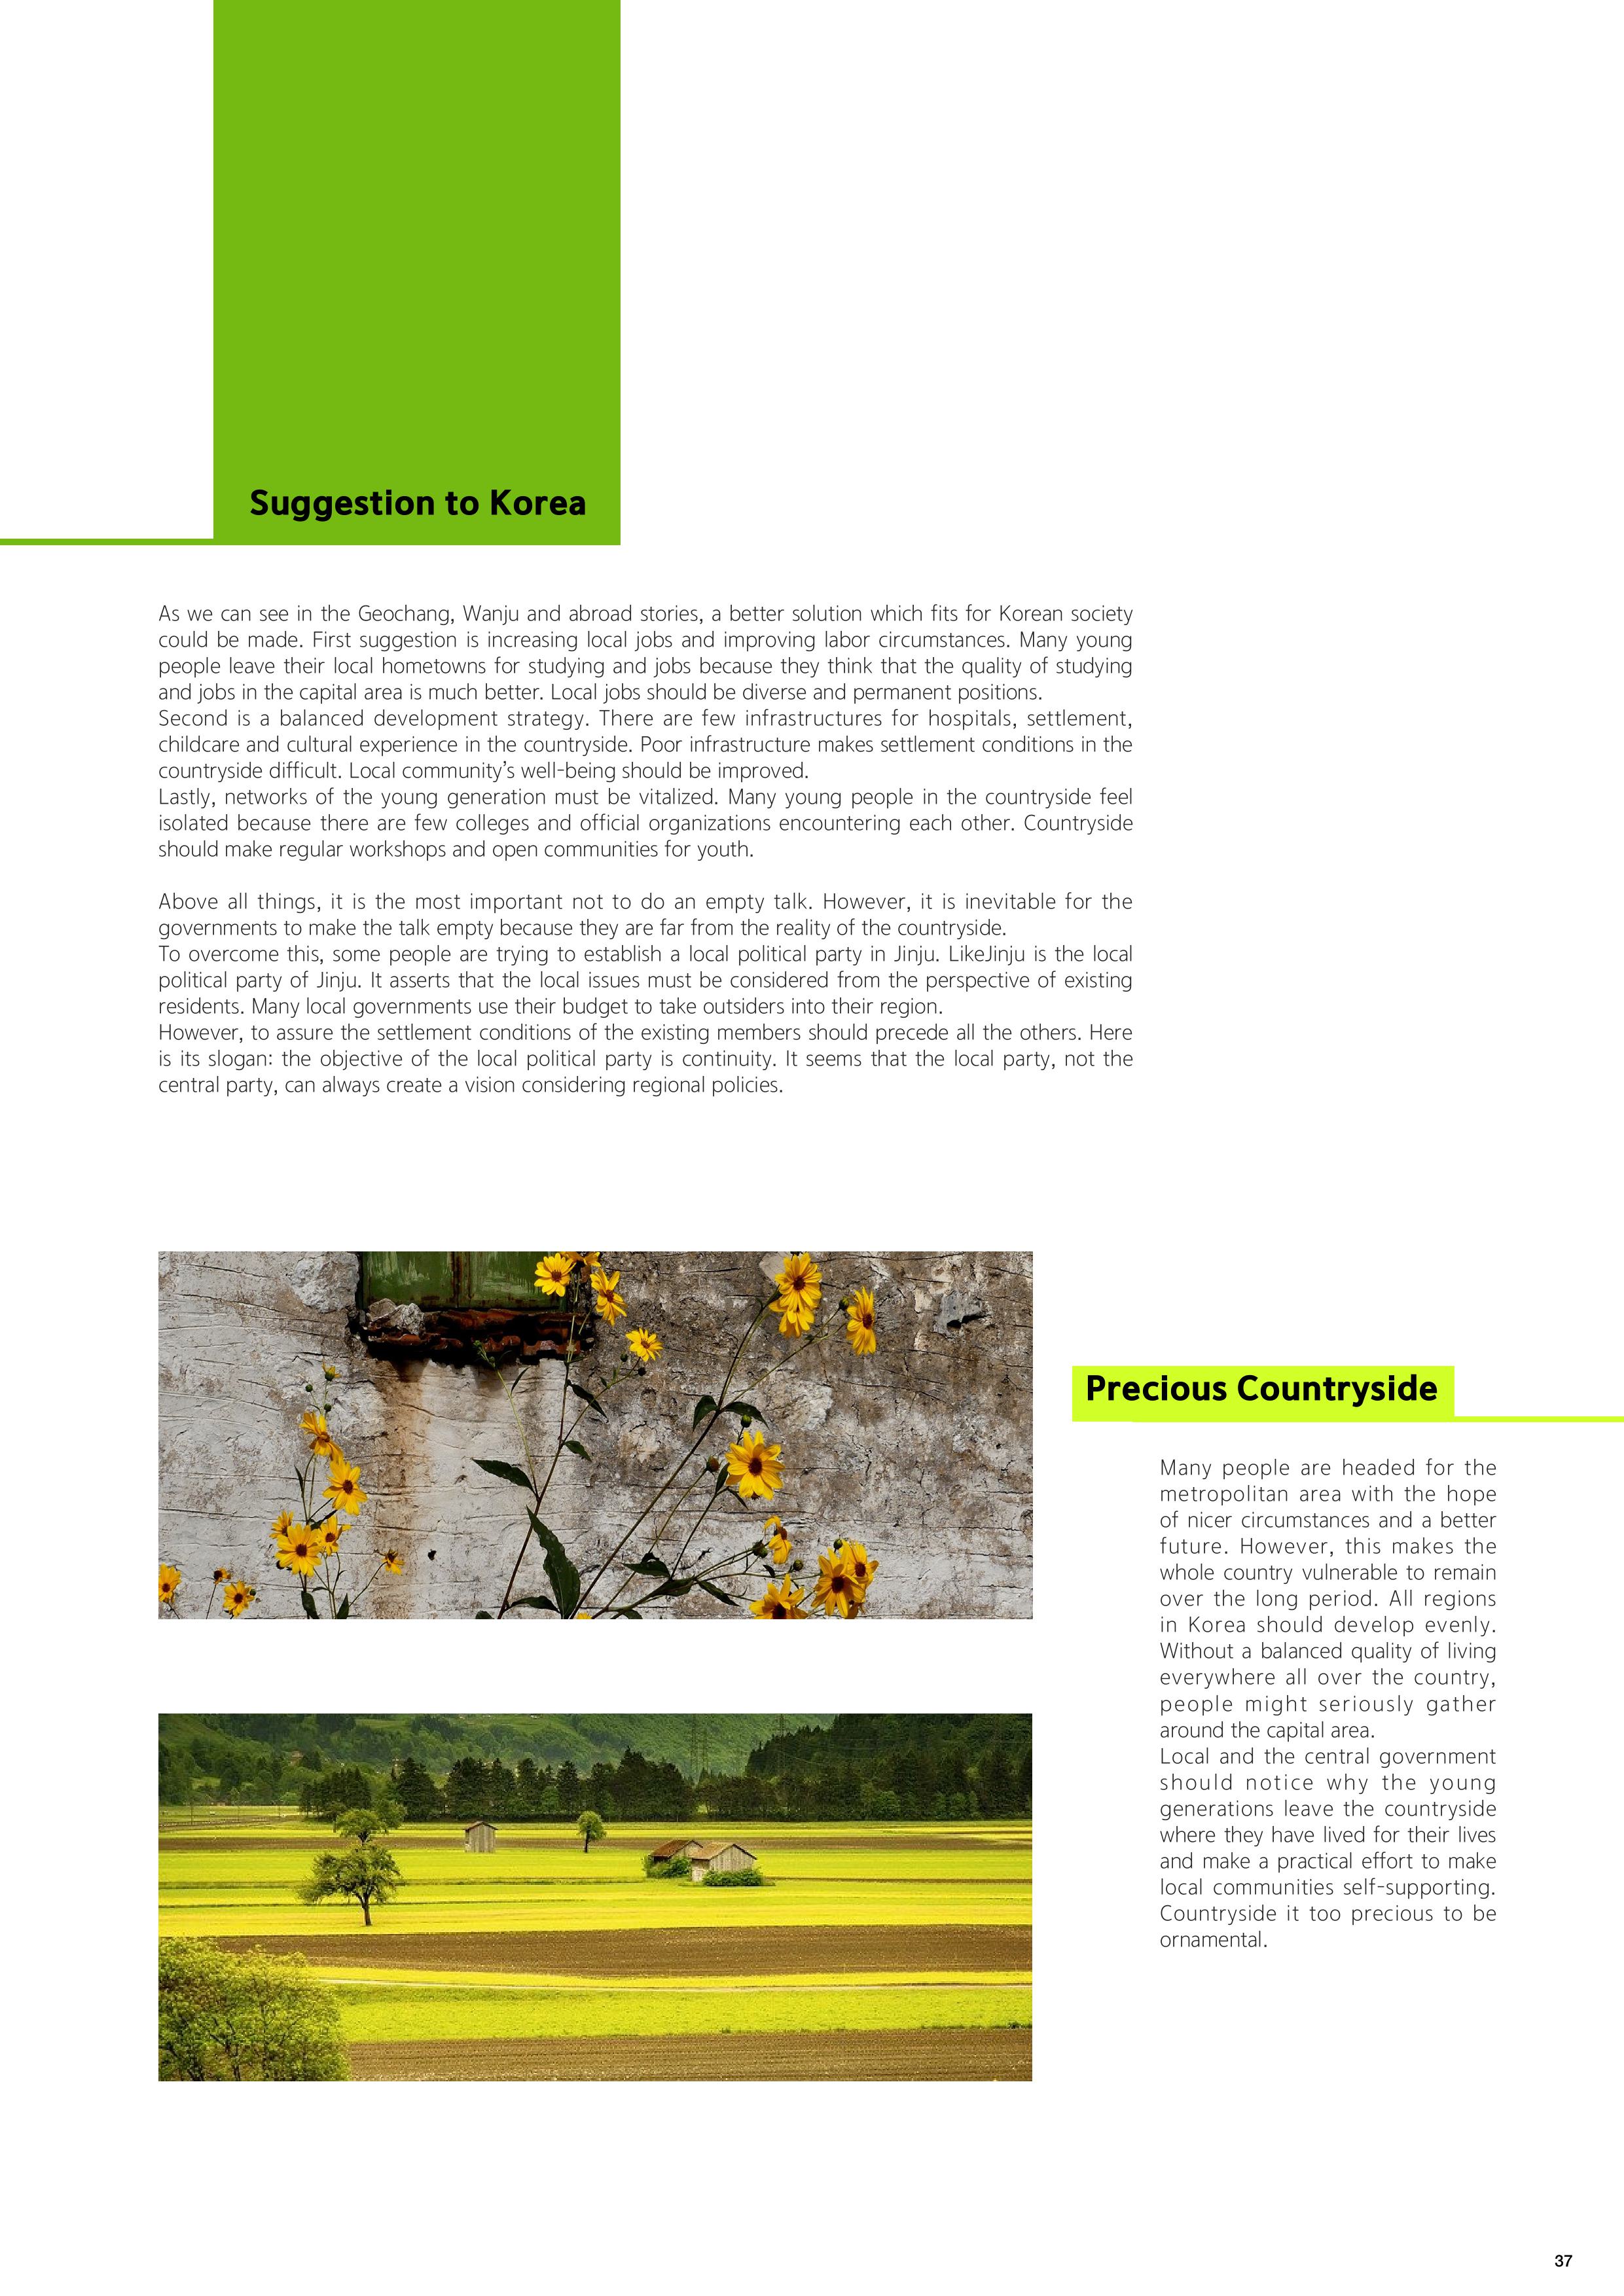 Suggestion to Korea
As we can see in the Geochang, Wanju and abroad stories, a better solution which fits for Korean society
could be made. First suggestion is increasing local jobs and improving labor circumstances. Many young
people leave their local hometowns for studying and jobs because they think that the quality of studying
and jobs in the capital area is much better. Local jobs should be diverse and permanent positions.
Second is a balanced development strategy. There are few infrastructures for hospitals, settlement,
childcare and cultural experience in the countryside. Poor infrastructure makes settlement conditions in the
countryside difficult. Local community’s well-being should be improved.
Lastly, networks of the young generation must be vitalized. Many young people in the countryside feel
isolated because there are few colleges and official organizations encountering each other. Countryside
should make regular workshops and open communities for youth.
Above all things, it is the most important not to do an empty talk. However, it is inevitable for the
governments to make the talk empty because they are far from the reality of the countryside.
To overcome this, some people are trying to establish a local political party in Jinju. LikeJinju is the local
political party of Jinju. It asserts that the local issues must be considered from the perspective of existing
residents. Many local governments use their budget to take outsiders into their region.
However, to assure the settlement conditions of the existing members should precede all the others. Here
is its slogan: the objective of the local political party is continuity. It seems that the local party, not the
central party, can always create a vision considering regional policies.
Precious Countryside
Many people are headed for the
metropolitan area with the hope
of nicer circumstances and a better
future. However, this makes the
whole country vulnerable to remain
over the long period. All regions
in Korea should develop evenly.
Without a balanced quality of living
everywhere all over the country,
people might seriously gather
around the capital area.
Local and the central government
should notice why the young
generations leave the countryside
where they have lived for their lives
and make a practical effort to make
local communities self-supporting.
Countryside it too precious to be
ornamental.
37